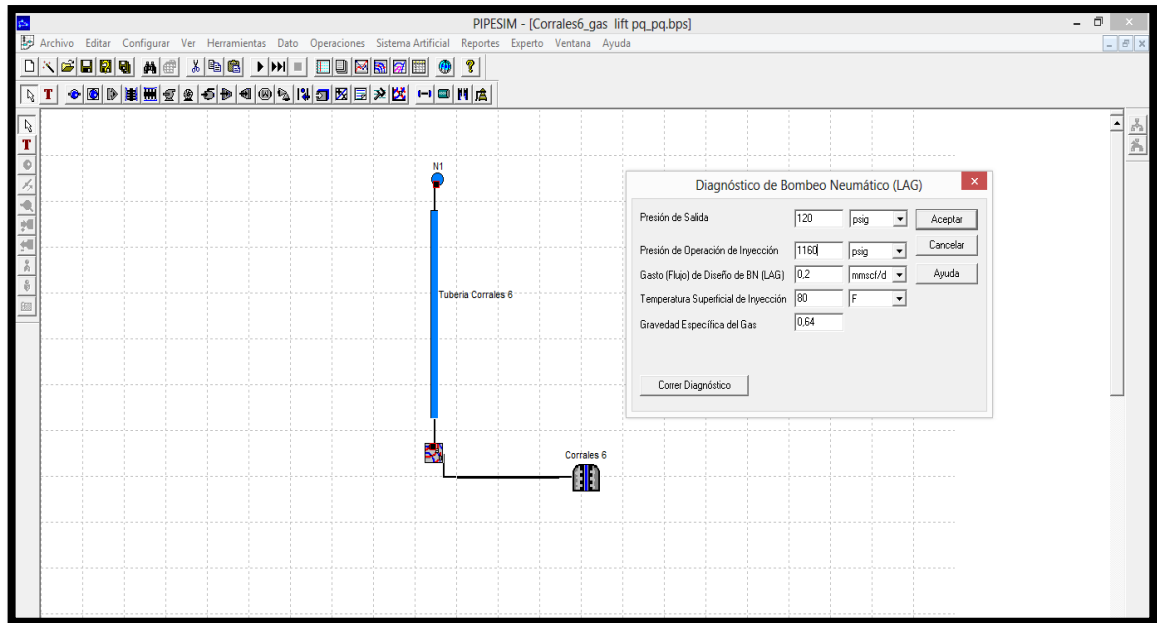 PIPESIM - [Corrales6_gas lift pq_pq.bps]
Archivo Editar Configurar Ver Herramientas Dato Operaciones Sistema Artificial Reportes Experto Ventana Ayuda
T
T
N1
Tuberia Corrales 6
Corrales 6
Diagnóstico de Bombeo Neumático (LAG)
Presión de Salida 120 psig Aceptar
Presión de Operación de Inyección 1160 psig Cancelar
Gasto (Flujo) de Diseño de BN (LAG) 0,2 mmscf/d Ayuda
Temperatura Superficial de Inyección 80 F
Gravedad Específica del Gas 0,64
Correr Diagnóstico